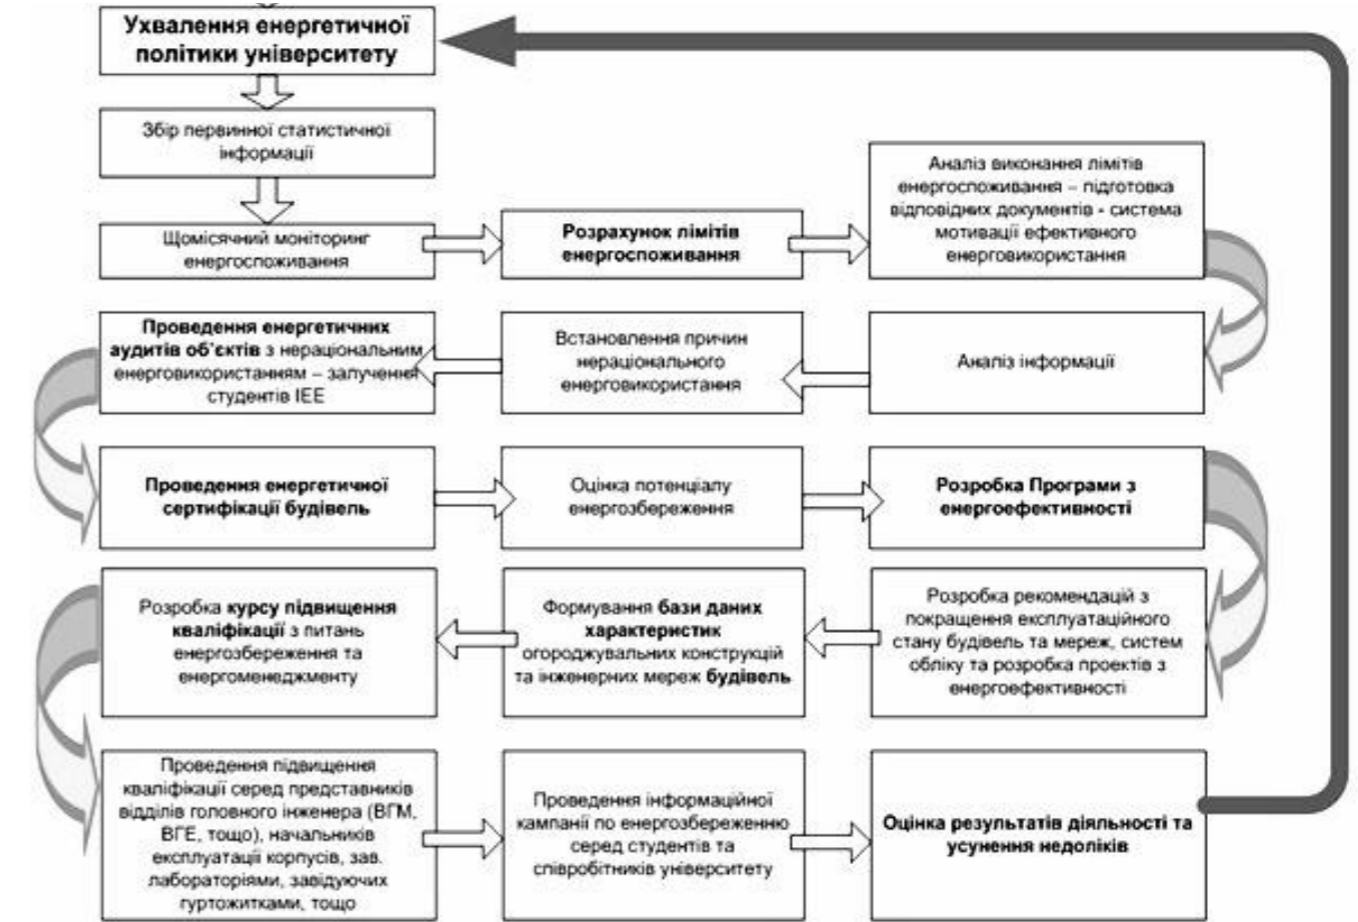 Ухвалення енергетичної
політики університету
Збір первинної статистичної
інформації
Щомісячний моніторинг
енергоспоживання
Розрахунок лімітів
енергоспоживання
Аналіз виконання лімітів
енергоспоживання – підготовка
відповідних документів - система
мотивації ефективного
енерговикористання
Аналіз інформації
Встановлення причин
нераціонального
енерговикористання
Проведення енергетичних
аудитів об'єктів з нераціональним
енерговикористанням – залучення
студентів ІЕЕ
Проведення енергетичної
сертифікації будівель
Оцінка потенціалу
енергозбереження
Розробка Програми з
енергоефективності
Розробка рекомендацій з
покращення експлуатаційного
стану будівель та мереж, систем
обліку та розробка проектів з
енергоефективності
Формування бази даних
характеристик
огороджувальних конструкцій
та інженерних мереж будівель
Розробка курсу підвищення
кваліфікації з питань
енергозбереження та
енергоменеджменту
Проведення підвищення
кваліфікації серед представників
відділів головного інженера (ВГМ,
ВГЕ, тощо), начальників
експлуатації корпусів, зав.
лабораторіями, завідуючих
гуртожитками, тощо
Проведення інформаційної
кампанії по енергозбереженню
серед студентів та
співробітників університету
Оцінка результатів діяльності та
усунення недоліків